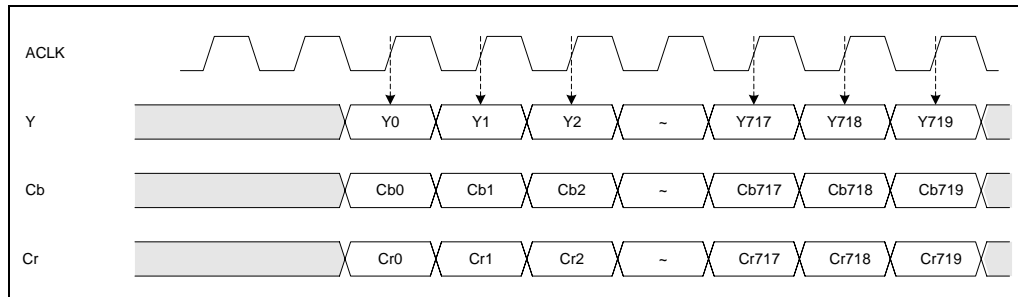 ACLK
Y Y0 Y1 Y2 ~ Y717 Y718 Y719
Cb Cb0 Cb1 Cb2 ~ Cb717 Cb718 Cb719
Cr Cr0 Cr1 Cr2 ~ Cr717 Cr718 Cr719